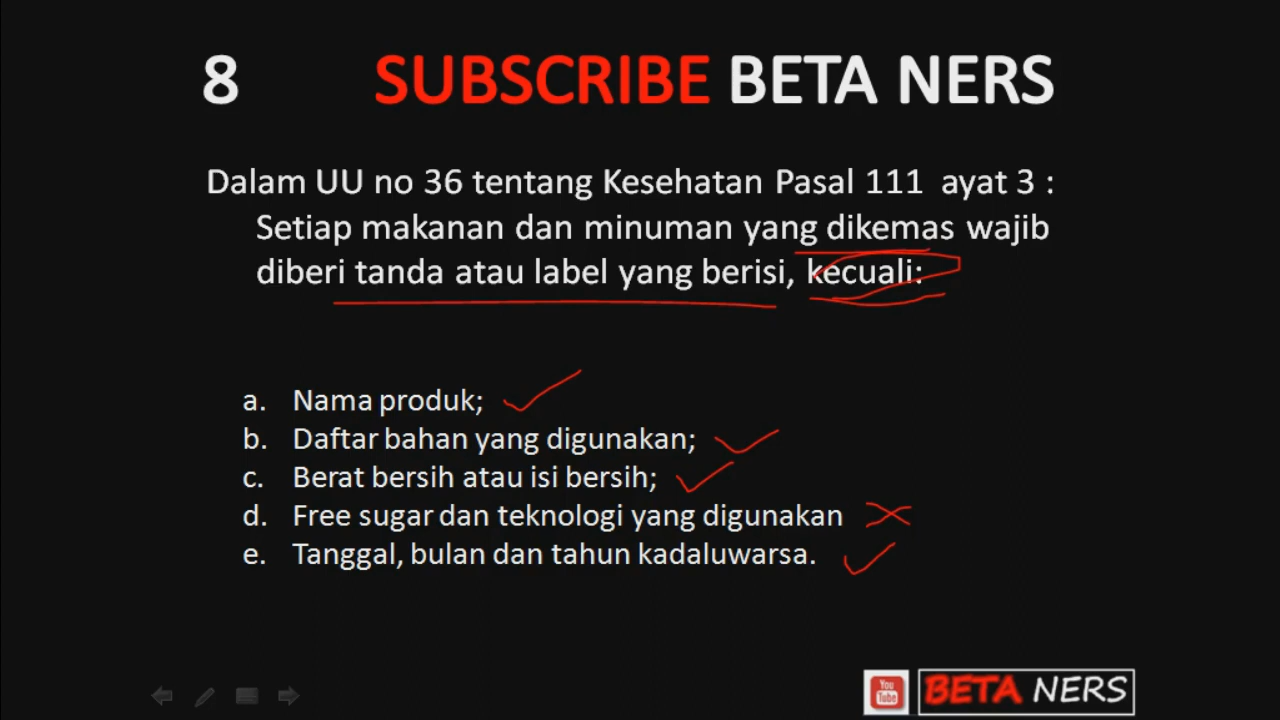 8 SUBSCRIBE BETA NERS
Dalam UU no 36 tentang Kesehatan Pasal 111 ayat 3 :
Setiap makanan dan minuman yang dikemas wajib
diberi tanda atau label yang berisi, kecuali:
a. Nama produk;
b. Daftar bahan yang digunakan;
c. Berat bersih atau isi bersih;
d. Free sugar dan teknologi yang digunakan
e. Tanggal, bulan dan tahun kadaluwarsa.
You Tube BETA NERS